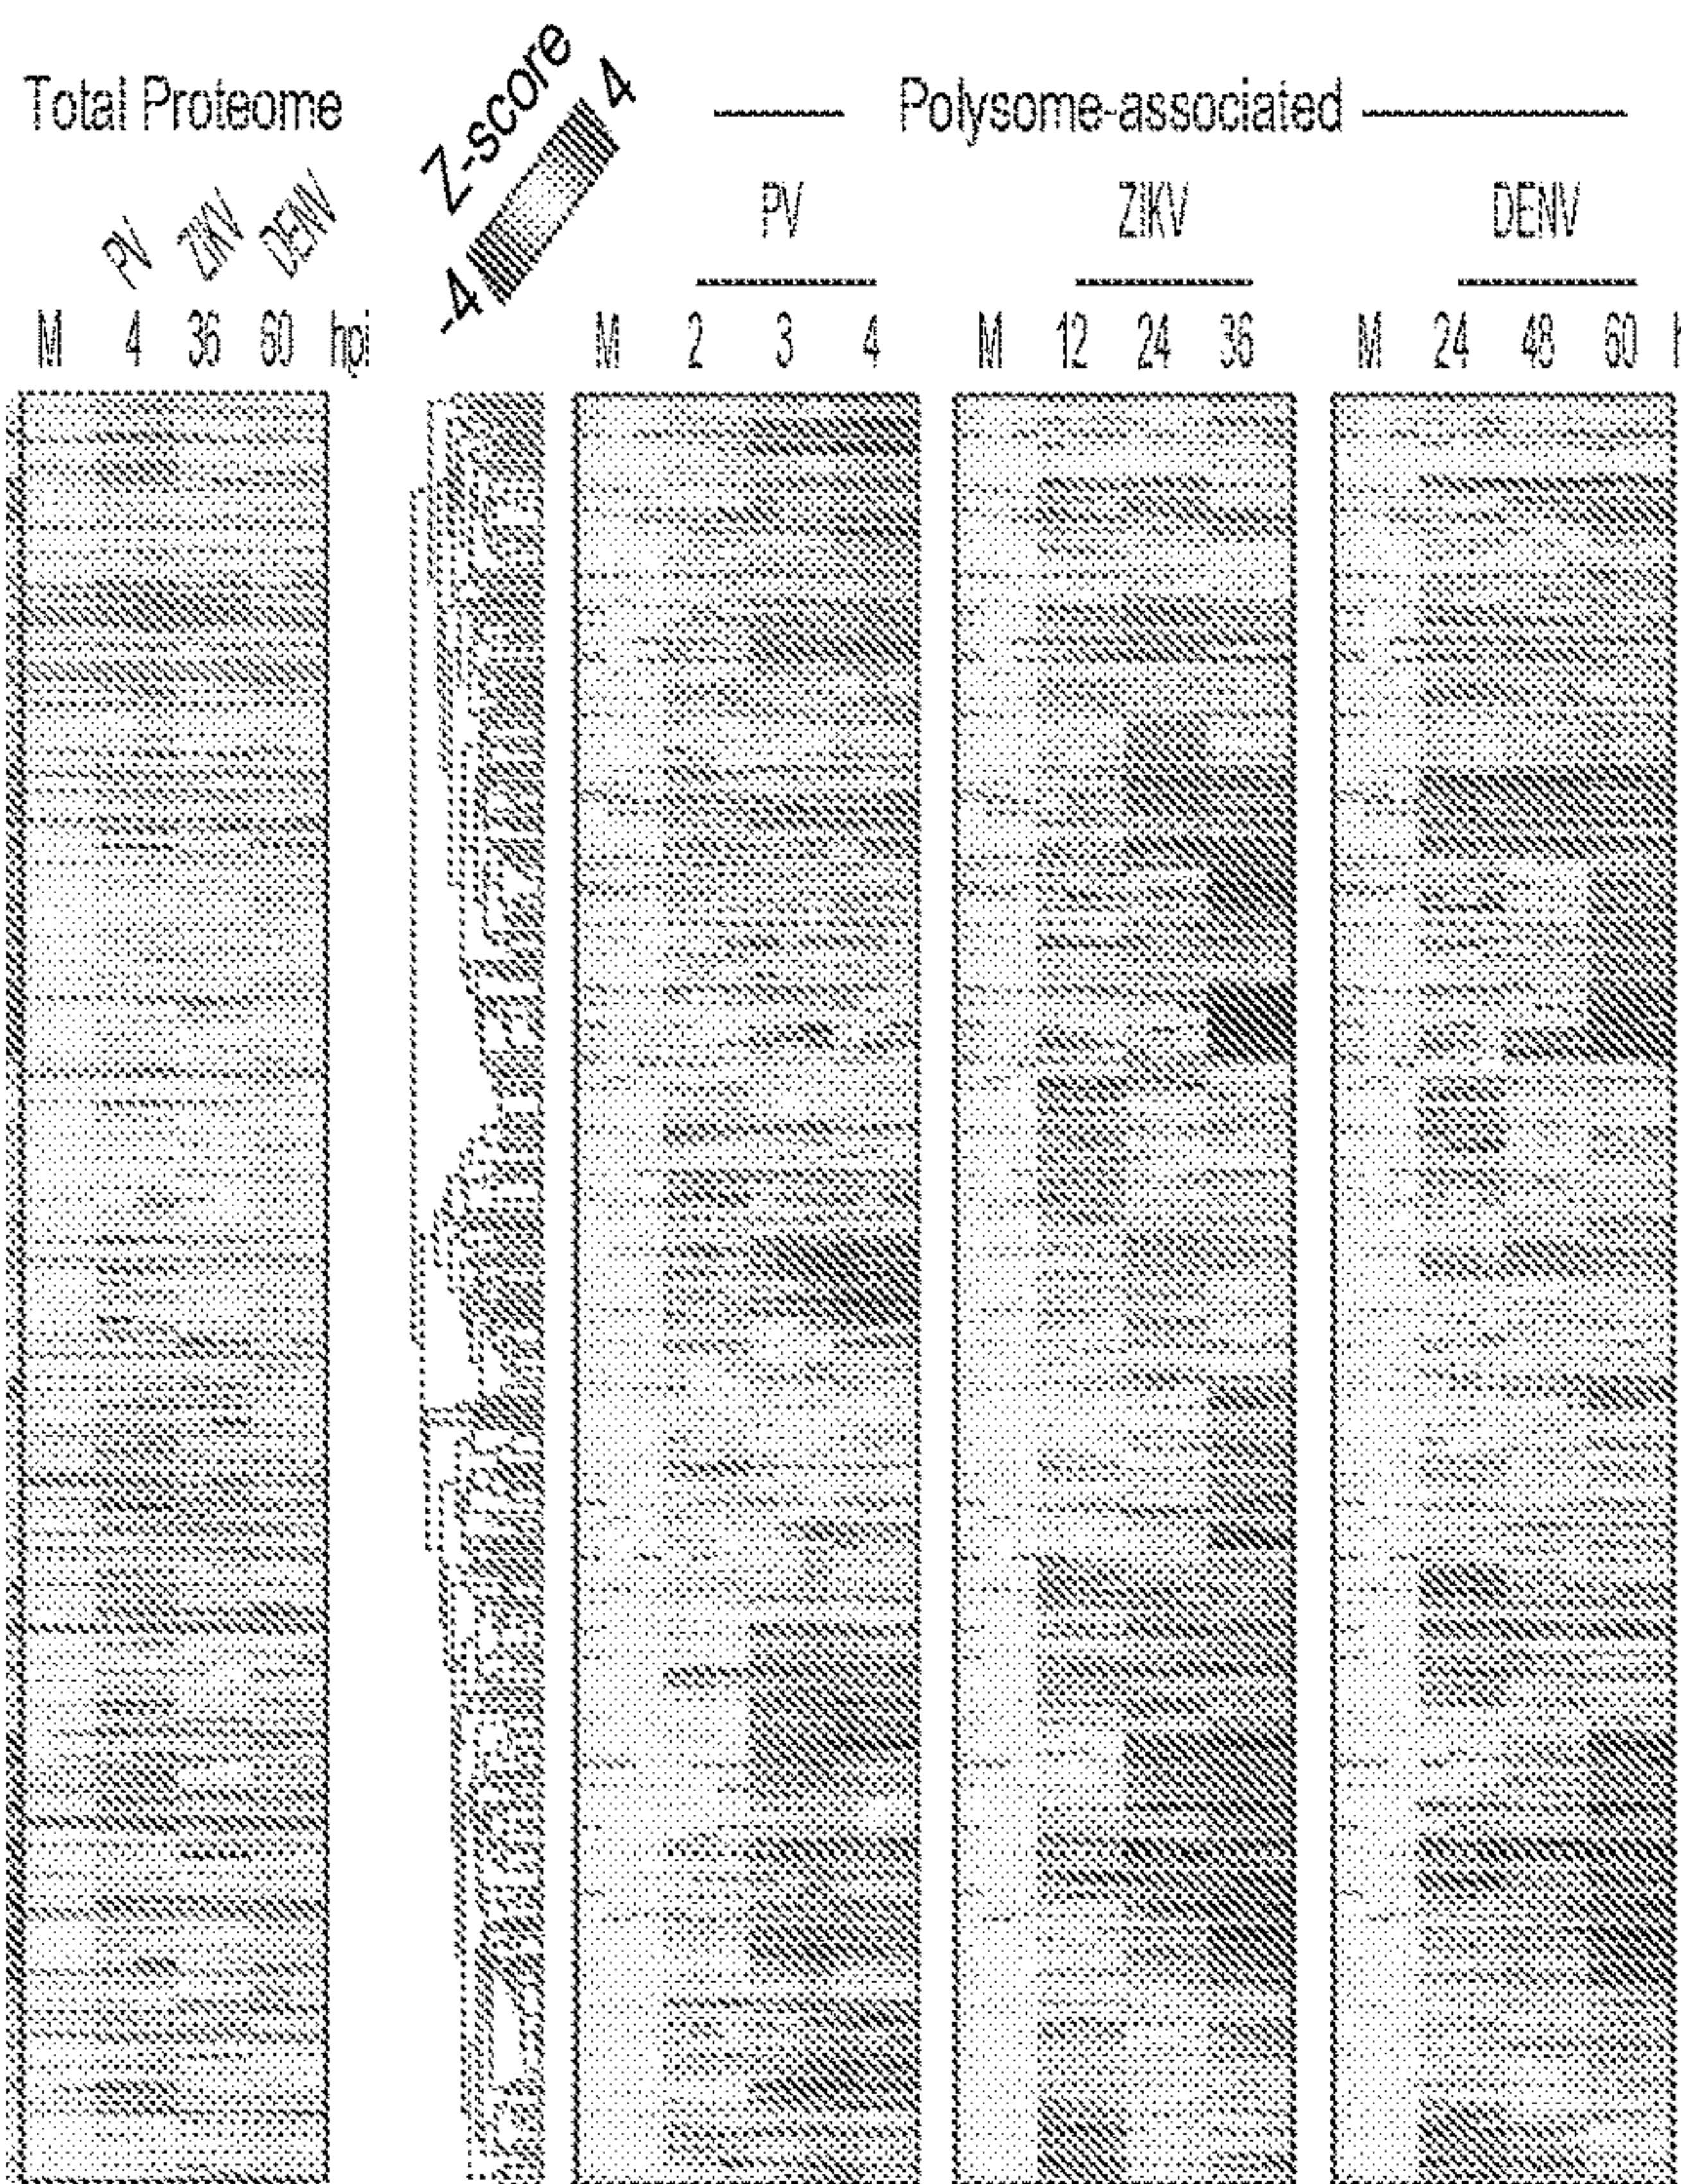 Total Proteome
PV ZIKV DENV
M 4 36 60 hpi
Z-score
-4 4
Polysome-associated
PV ZIKV DENV
M 2 3 4 M 12 24 36 M 24 48 60 h